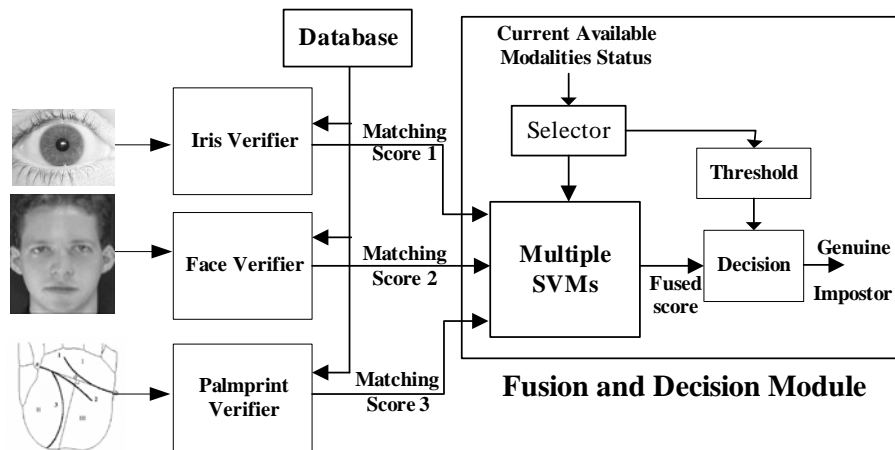 Database
Current Available
Modalities Status
Iris Verifier
Matching
Score 1
Selector
Threshold
Face Verifier
Matching
Score 2
Multiple
SVMs
Fused
score
Decision
Genuine
Impostor
Palmprint
Verifier
Matching
Score 3
Fusion and Decision Module